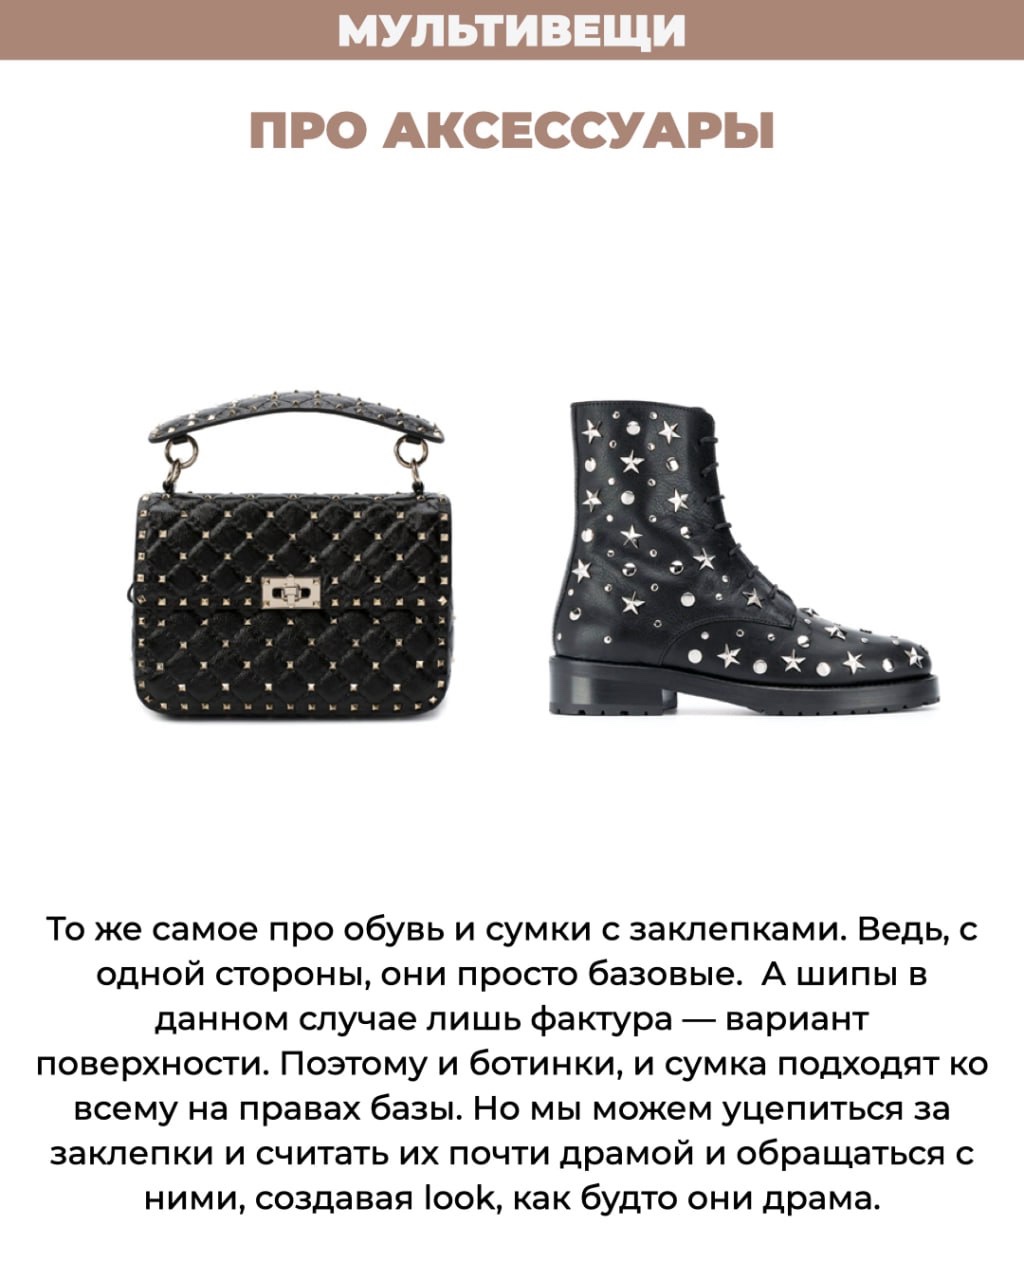 МУЛЬТИВЕЩИ
ПРО АКСЕССУАРЫ
То же самое про обувь и сумки с заклепками. Ведь, с
одной стороны, они просто базовые.  А шипы в
данном случае лишь фактура — вариант
поверхности. Поэтому и ботинки, и сумка подходят ко
всему на правах базы. Но мы можем уцепиться за
заклепки и считать их почти драмой и обращаться с
ними, создавая look, как будто они драма.